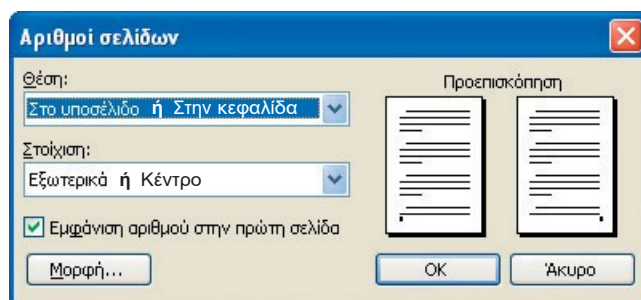 Αριθμοί σελίδων
Θέση:
Προεπισκόπηση
Στο υποσέλιδο ή Στην κεφαλίδα
Στοίχιση:
Εξωτερικά ή Κέντρο
Εμφάνιση αριθμού στην πρώτη σελίδα
Μορφή...
OK
Άκυρο